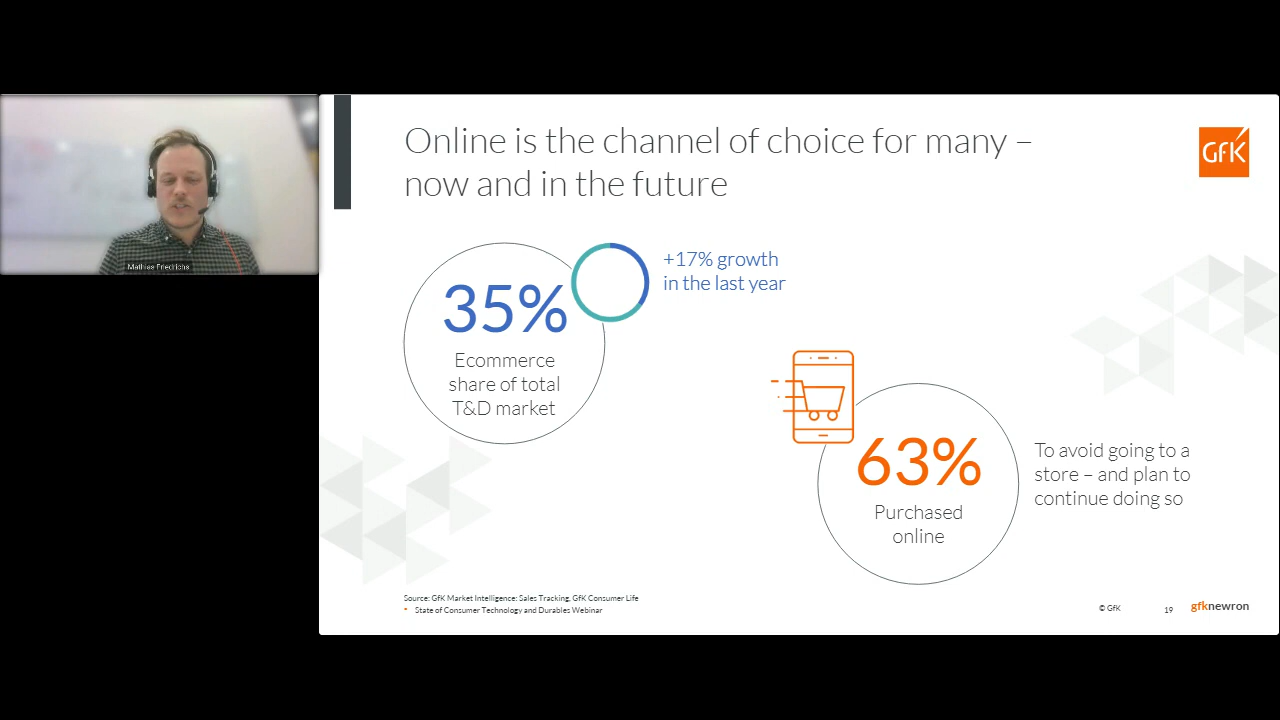 Online is the channel of choice for many –
now and in the future
GfK
+17% growth
in the last year
35%
Ecommerce
share of total
T&D market
63%
Purchased
online
To avoid going to a
store – and plan to
continue doing so
Mathias Friedrichs
Source: GfK Market Intelligence: Sales Tracking, GfK Consumer Life
State of Consumer Technology and Durables Webinar
© GfK
19
gfknewron